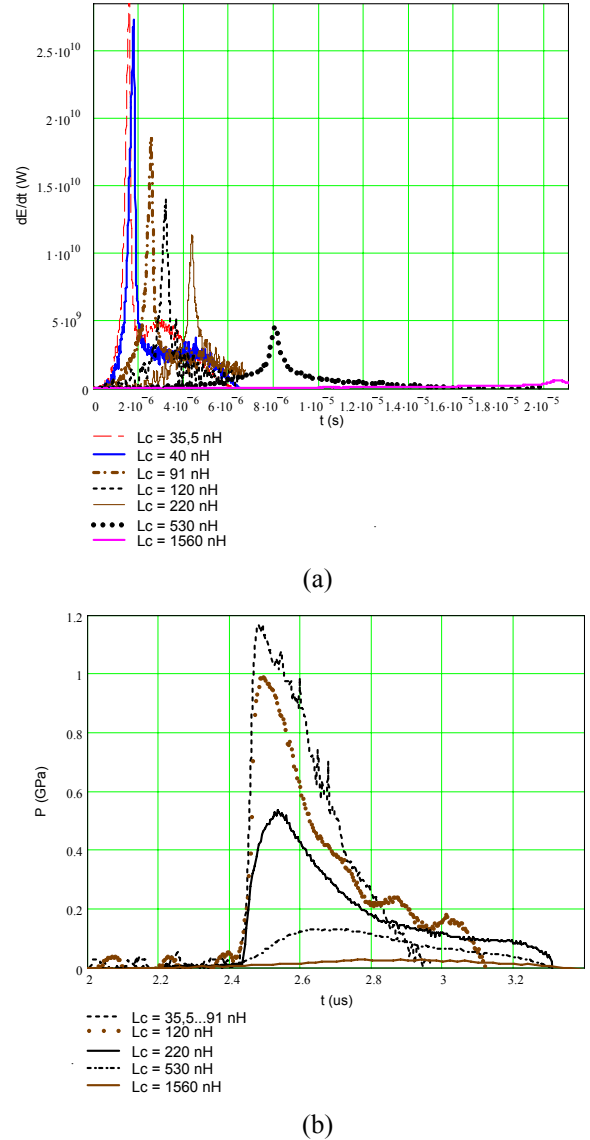 2.5·10¹⁰
2·10¹⁰
1.5·10¹⁰
1·10¹⁰
5·10⁹
0
dE/dt (W)
0 2·10⁻⁶ 4·10⁻⁶ 6·10⁻⁶ 8·10⁻⁶ 1·10⁻⁵ 1.2·10⁻⁵ 1.4·10⁻⁵ 1.6·10⁻⁵ 1.8·10⁻⁵ 2·10⁻⁵
t (s)
Lc = 35,5 nH
Lc = 40 nH
Lc = 91 nH
Lc = 120 nH
Lc = 220 nH
Lc = 530 nH
Lc = 1560 nH
(a)
1.2
1
0.8
0.6
0.4
0.2
0
P (GPa)
2 2.2 2.4 2.6 2.8 3 3.2
t (us)
Lc = 35,5...91 nH
Lc = 120 nH
Lc = 220 nH
Lc = 530 nH
Lc = 1560 nH
(b)